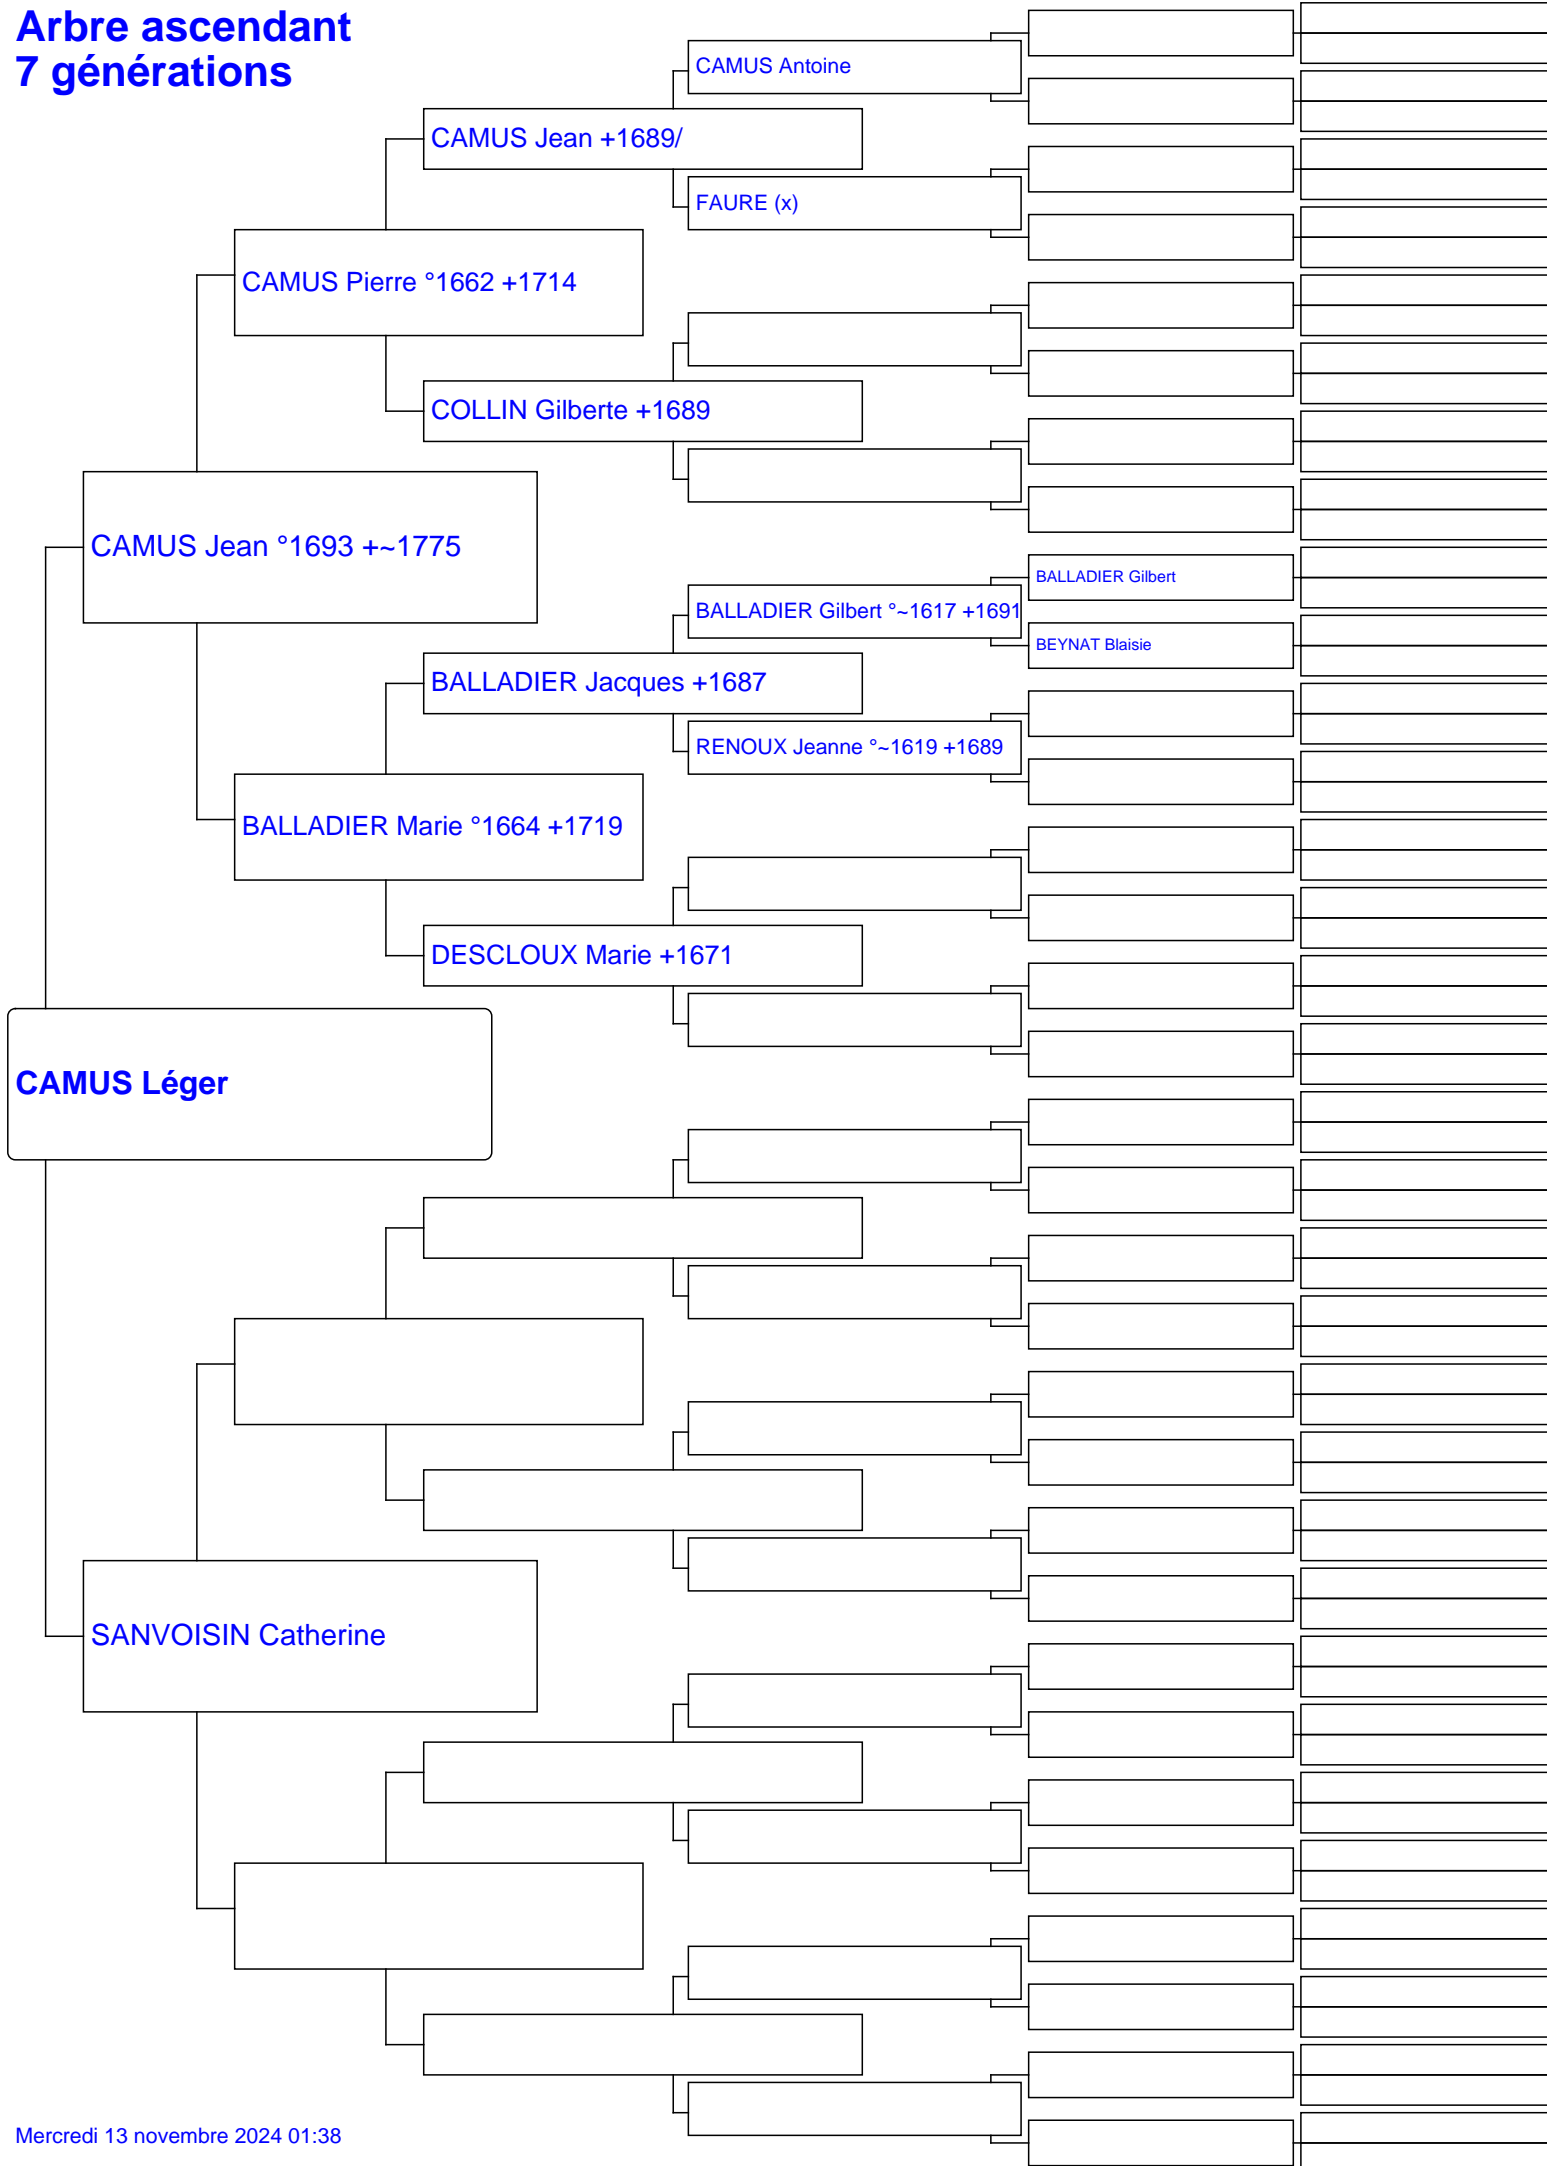 Arbre ascendant
7 générations
CAMUS Antoine
CAMUS Jean +1689/
FAURE (x)
CAMUS Pierre °1662 +1714
COLLIN Gilberte +1689
CAMUS Jean °1693 +~1775
BALLADIER Gilbert
BALLADIER Gilbert °~1617 +1691
BEYNAT Blaisie
BALLADIER Jacques +1687
RENOUX Jeanne °~1619 +1689
BALLADIER Marie °1664 +1719
DESCLOUX Marie +1671
CAMUS Léger
SANVOISIN Catherine
Mercredi 13 novembre 2024 01:38